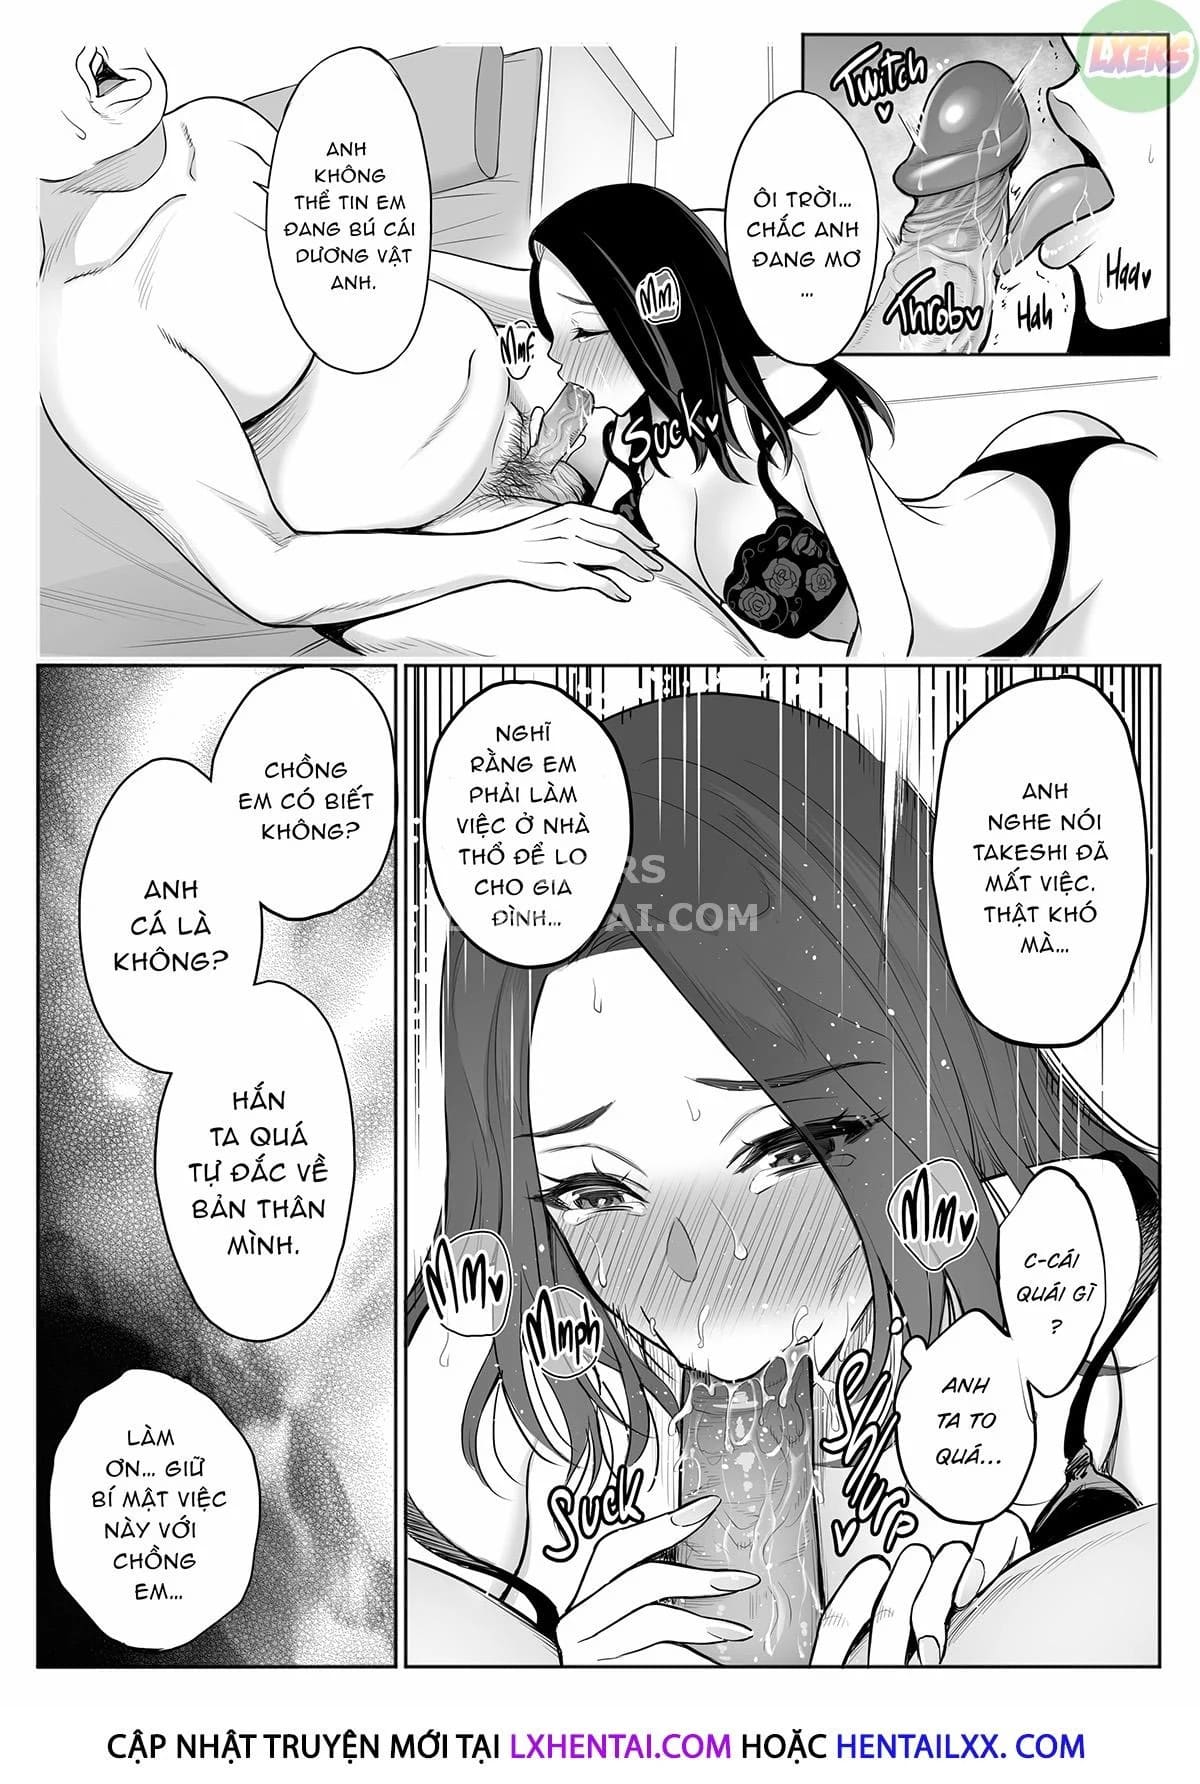 LXERS
Twitch
Throb
Hah
Haa
ÔI TRỜI...
CHẮC ANH
ĐANG MƠ
...
ANH
KHÔNG
THỂ TIN EM
ĐANG BÚ CÁI
DƯƠNG VẬT
ANH.
Mm.
Mmf.
SUCK
ANH
NGHE NÓI
TAKESHI ĐÃ
MẤT VIỆC.
THẬT KHÓ
MÀ...
NGHĨ
RẰNG EM
PHẢI LÀM
VIỆC Ở NHÀ
THỔ ĐỂ LO
CHO GIA
ĐÌNH...
MM
C-CÁI
QUÁI GÌ
?
ANH
TA TO
QUÁ...
MM
Mmph
Shlurp
SUCK
CHỒNG
EM CÓ BIẾT
KHÔNG?
ANH
CÁ LÀ
KHÔNG?
HẮN
TA QUÁ
TỰ ĐẮC VỀ
BẢN THÂN
MÌNH.
LÀM
ƠN... GIỮ
BÍ MẬT VIỆC
NÀY VỚI
CHỒNG
EM...
CẬP NHẬT TRUYỆN MỚI TẠI LXHENTAI.COM HOẶC HENTAILXX. COM